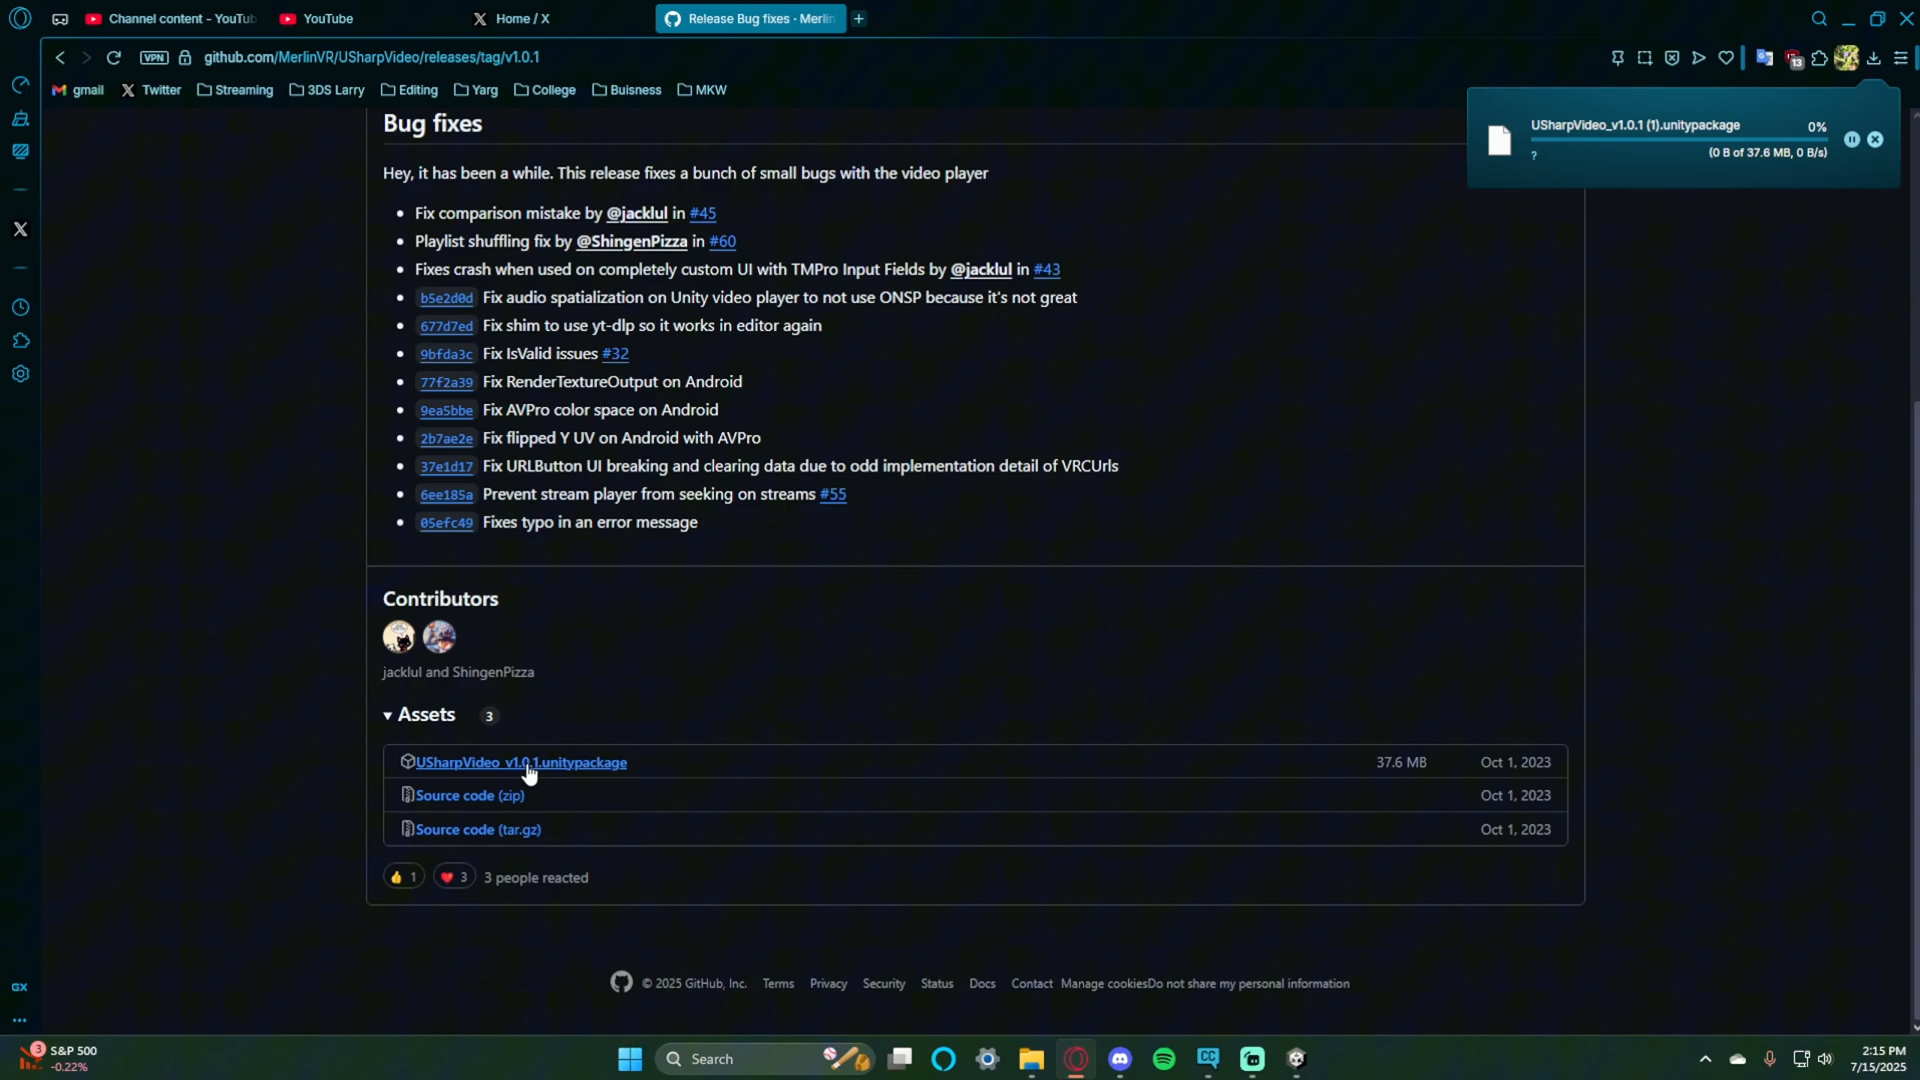 Channel content - YouTub
YouTube
Home / X
Release Bug fixes · Merlin
VPN
github.com/MerlinVR/USharpVideo/releases/tag/v1.0.1
13
gmail
Twitter
Streaming
3DS Larry
Editing
Yarg
College
Buisness
MKW
USharpVideo_v1.0.1 (1).unitypackage
0%
?
(0 B of 37.6 MB, 0 B/s)
Bug fixes
Hey, it has been a while. This release fixes a bunch of small bugs with the video player
Fix comparison mistake by @jacklul in #45
Playlist shuffling fix by @ShingenPizza in #60
Fixes crash when used on completely custom UI with TMPro Input Fields by @jacklul in #43
b5e2d0d Fix audio spatialization on Unity video player to not use ONSP because it's not great
677d7ed Fix shim to use yt-dlp so it works in editor again
9bfda3c Fix IsValid issues #32
77f2a39 Fix RenderTextureOutput on Android
9ea5bbe Fix AVPro color space on Android
2b7ae2e Fix flipped Y UV on Android with AVPro
37e1d17 Fix URLButton UI breaking and clearing data due to odd implementation detail of VRCUrls
6ee185a Prevent stream player from seeking on streams #55
05efc49 Fixes typo in an error message
Contributors
jacklul and ShingenPizza
Assets 3
USharpVideo_v1.0.1.unitypackage 37.6 MB Oct 1, 2023
Source code (zip) Oct 1, 2023
Source code (tar.gz) Oct 1, 2023
1
3
3 people reacted
© 2025 GitHub, Inc. Terms Privacy Security Status Docs Contact Manage cookies Do not share my personal information
GX
3
S&P 500
-0.22%
Search
CC
2:15 PM
7/15/2025